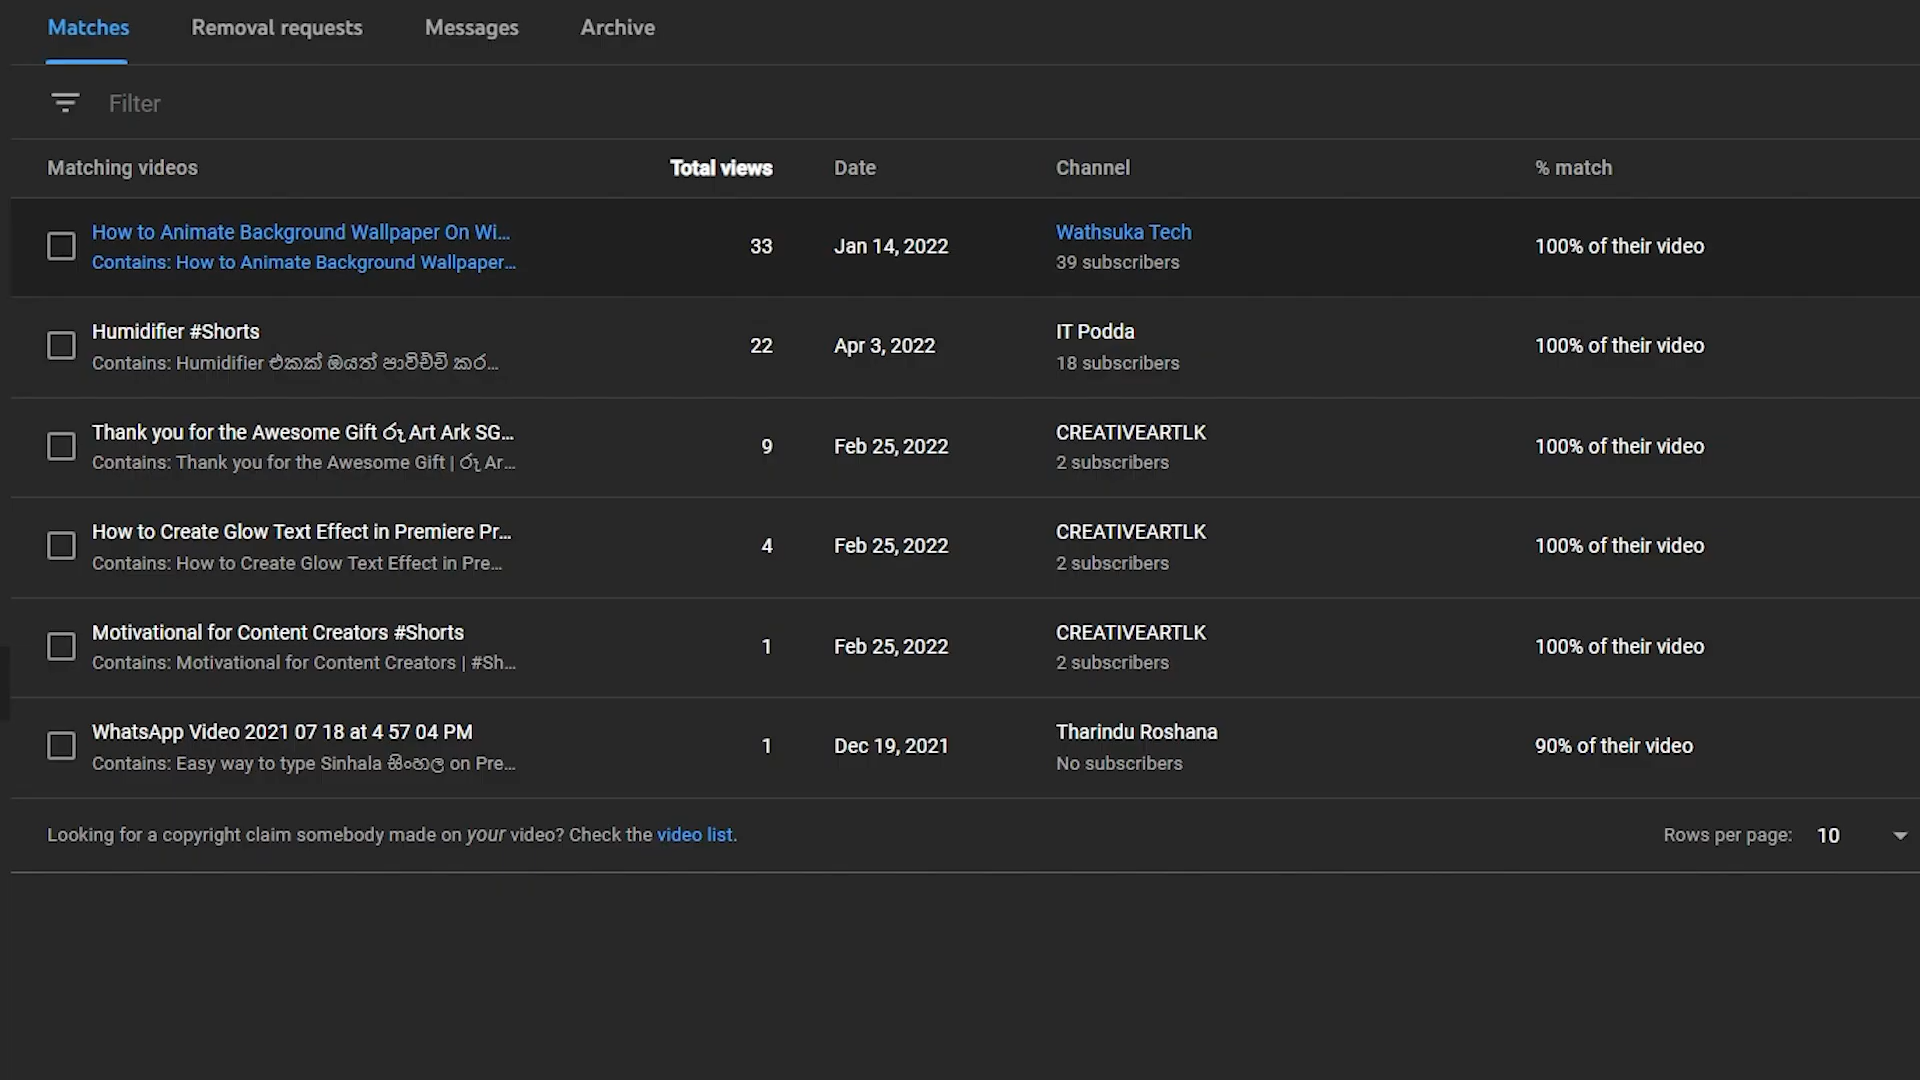 Matches Removal requests Messages Archive
Filter
Matching videos Total views Date Channel % match
How to Animate Background Wallpaper On Wi... 33 Jan 14, 2022 Wathsuka Tech 100% of their video
Contains: How to Animate Background Wallpaper... 39 subscribers
Humidifier #Shorts 22 Apr 3, 2022 IT Podda 100% of their video
Contains: Humidifier එකක් ඔයත් පාවිච්චි කර... 18 subscribers
Thank you for the Awesome Gift රූ Art Ark SG... 9 Feb 25, 2022 CREATIVEARTLK 100% of their video
Contains: Thank you for the Awesome Gift | රූ Ar... 2 subscribers
How to Create Glow Text Effect in Premiere Pr... 4 Feb 25, 2022 CREATIVEARTLK 100% of their video
Contains: How to Create Glow Text Effect in Pre... 2 subscribers
Motivational for Content Creators #Shorts 1 Feb 25, 2022 CREATIVEARTLK 100% of their video
Contains: Motivational for Content Creators | #Sh... 2 subscribers
WhatsApp Video 2021 07 18 at 4 57 04 PM 1 Dec 19, 2021 Tharindu Roshana 90% of their video
Contains: Easy way to type Sinhala සිංහල on Pre... No subscribers
Looking for a copyright claim somebody made on your video? Check the video list. Rows per page: 10